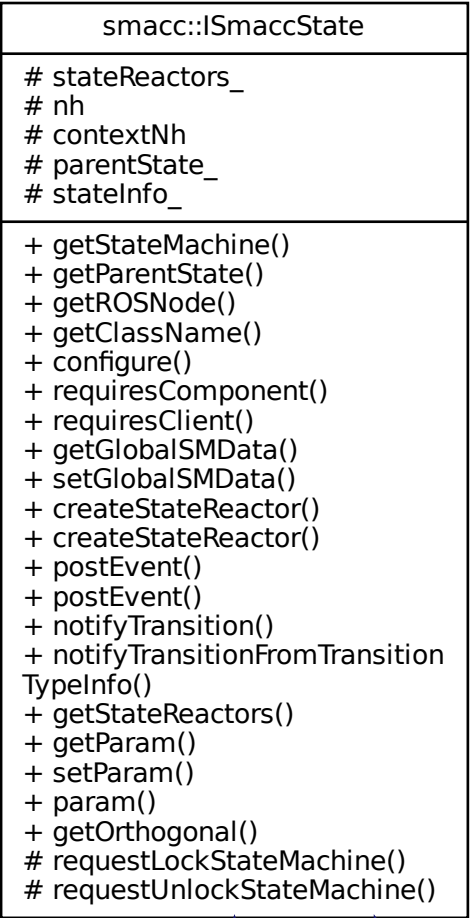 smacc::ISmaccState
# stateReactors_
# nh
# contextNh
# parentState_
# stateInfo_
+ getStateMachine()
+ getParentState()
+ getROSNode()
+ getClassName()
+ configure()
+ requiresComponent()
+ requiresClient()
+ getGlobalSMData()
+ setGlobalSMData()
+ createStateReactor()
+ createStateReactor()
+ postEvent()
+ postEvent()
+ notifyTransition()
+ notifyTransitionFromTransition
TypeInfo()
+ getStateReactors()
+ getParam()
+ setParam()
+ param()
+ getOrthogonal()
# requestLockStateMachine()
# requestUnlockStateMachine()